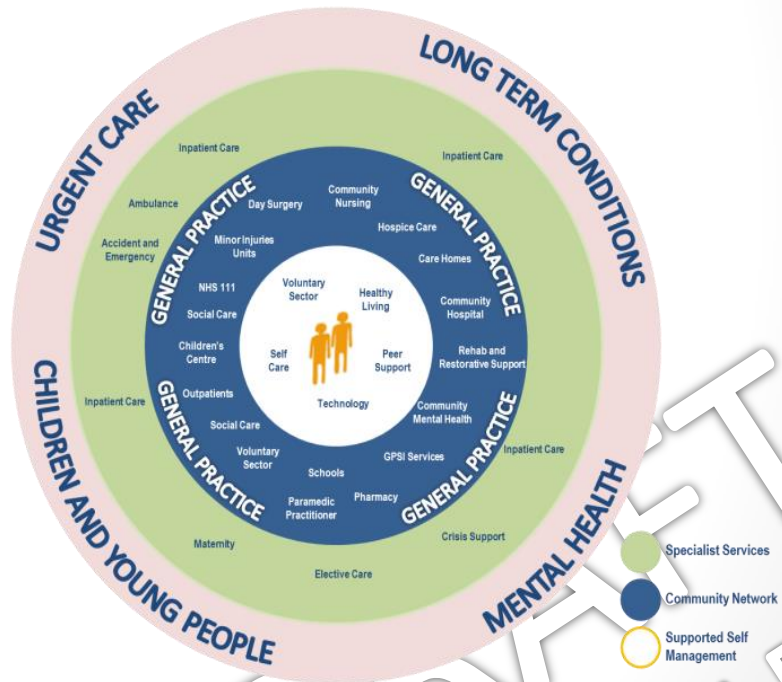 LONG TERM CONDITIONS
URGENT CARE
Inpatient Care
Inpatient Care
Ambulance
Accident and
Emergency
GENERAL PRACTICE
GENERAL PRACTICE
Day Surgery
Community
Nursing
Hospice Care
Minor Injuries
Units
Care Homes
NHS 111
Social Care
Community
Hospital
Children's
Centre
Rehab and
Restorative Support
Voluntary
Sector
Healthy
Living
Self
Care
Peer
Support
Technology
Inpatient Care
Outpatients
Social Care
Community
Mental Health
Voluntary
Sector
GPSI Services
Schools
Paramedic
Practitioner
Pharmacy
GENERAL PRACTICE
GENERAL PRACTICE
Inpatient Care
Maternity
Crisis Support
Elective Care
CHILDREN AND YOUNG PEOPLE
MENTAL HEALTH
Specialist Services
Community Network
Supported Self
Management
DRAFT